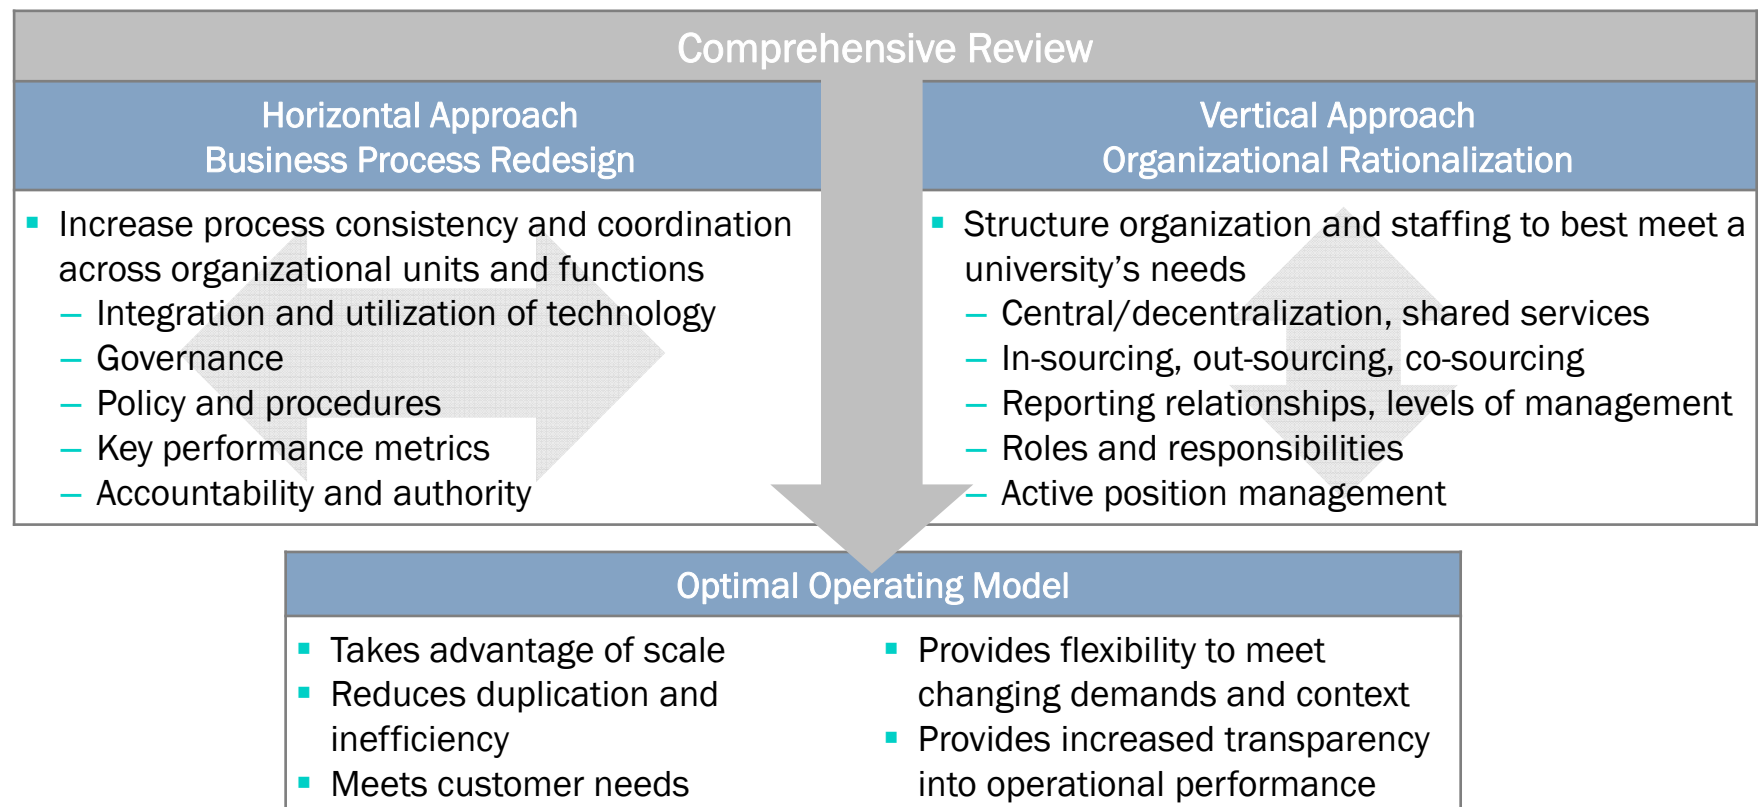 Comprehensive Review
Horizontal Approach
Business Process Redesign
▪ Increase process consistency and coordination
across organizational units and functions
– Integration and utilization of technology
– Governance
– Policy and procedures
– Key performance metrics
– Accountability and authority
Vertical Approach
Organizational Rationalization
▪ Structure organization and staffing to best meet a
university’s needs
– Central/decentralization, shared services
– In-sourcing, out-sourcing, co-sourcing
– Reporting relationships, levels of management
– Roles and responsibilities
– Active position management
Optimal Operating Model
▪ Takes advantage of scale
▪ Reduces duplication and
inefficiency
▪ Meets customer needs
▪ Provides flexibility to meet
changing demands and context
▪ Provides increased transparency
into operational performance